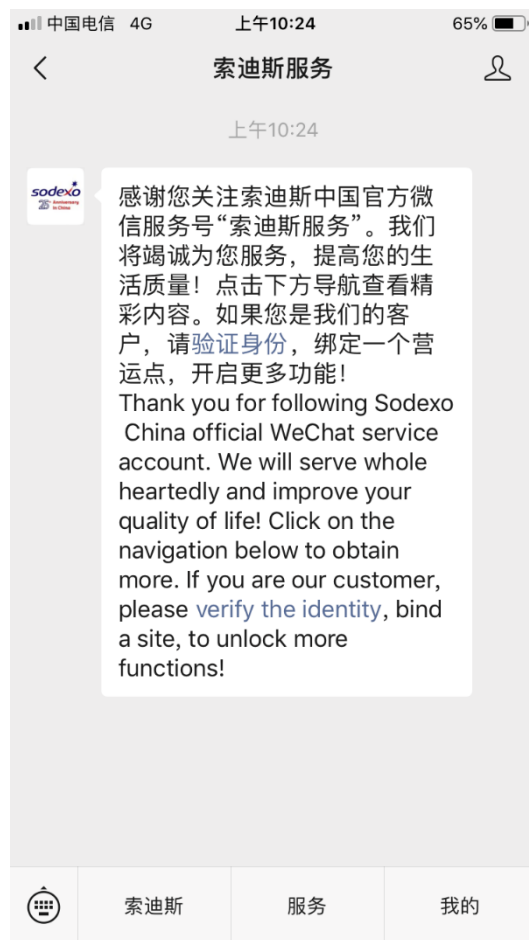 中国电信 4G 上午10:24 65%
索迪斯服务
上午10:24
sodexo
25 Anniversary
in China
感谢您关注索迪斯中国官方微
信服务号“索迪斯服务”。我们
将竭诚为您服务，提高您的生
活质量！点击下方导航查看精
彩内容。如果您是我们的客
户，请验证身份，绑定一个营
运点，开启更多功能！
Thank you for following Sodexo
China official WeChat service
account. We will serve whole
heartedly and improve your
quality of life! Click on the
navigation below to obtain
more. If you are our customer,
please verify the identity, bind
a site, to unlock more
functions!
索迪斯 服务 我的